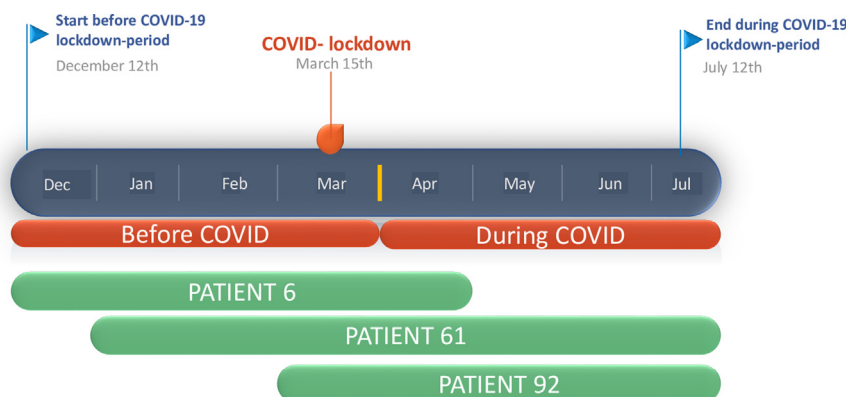 Start before COVID-19
lockdown-period
December 12th
COVID- lockdown
March 15th
End during COVID-19
lockdown-period
July 12th
Dec
Jan
Feb
Mar
Apr
May
Jun
Jul
Before COVID
During COVID
PATIENT 6
PATIENT 61
PATIENT 92